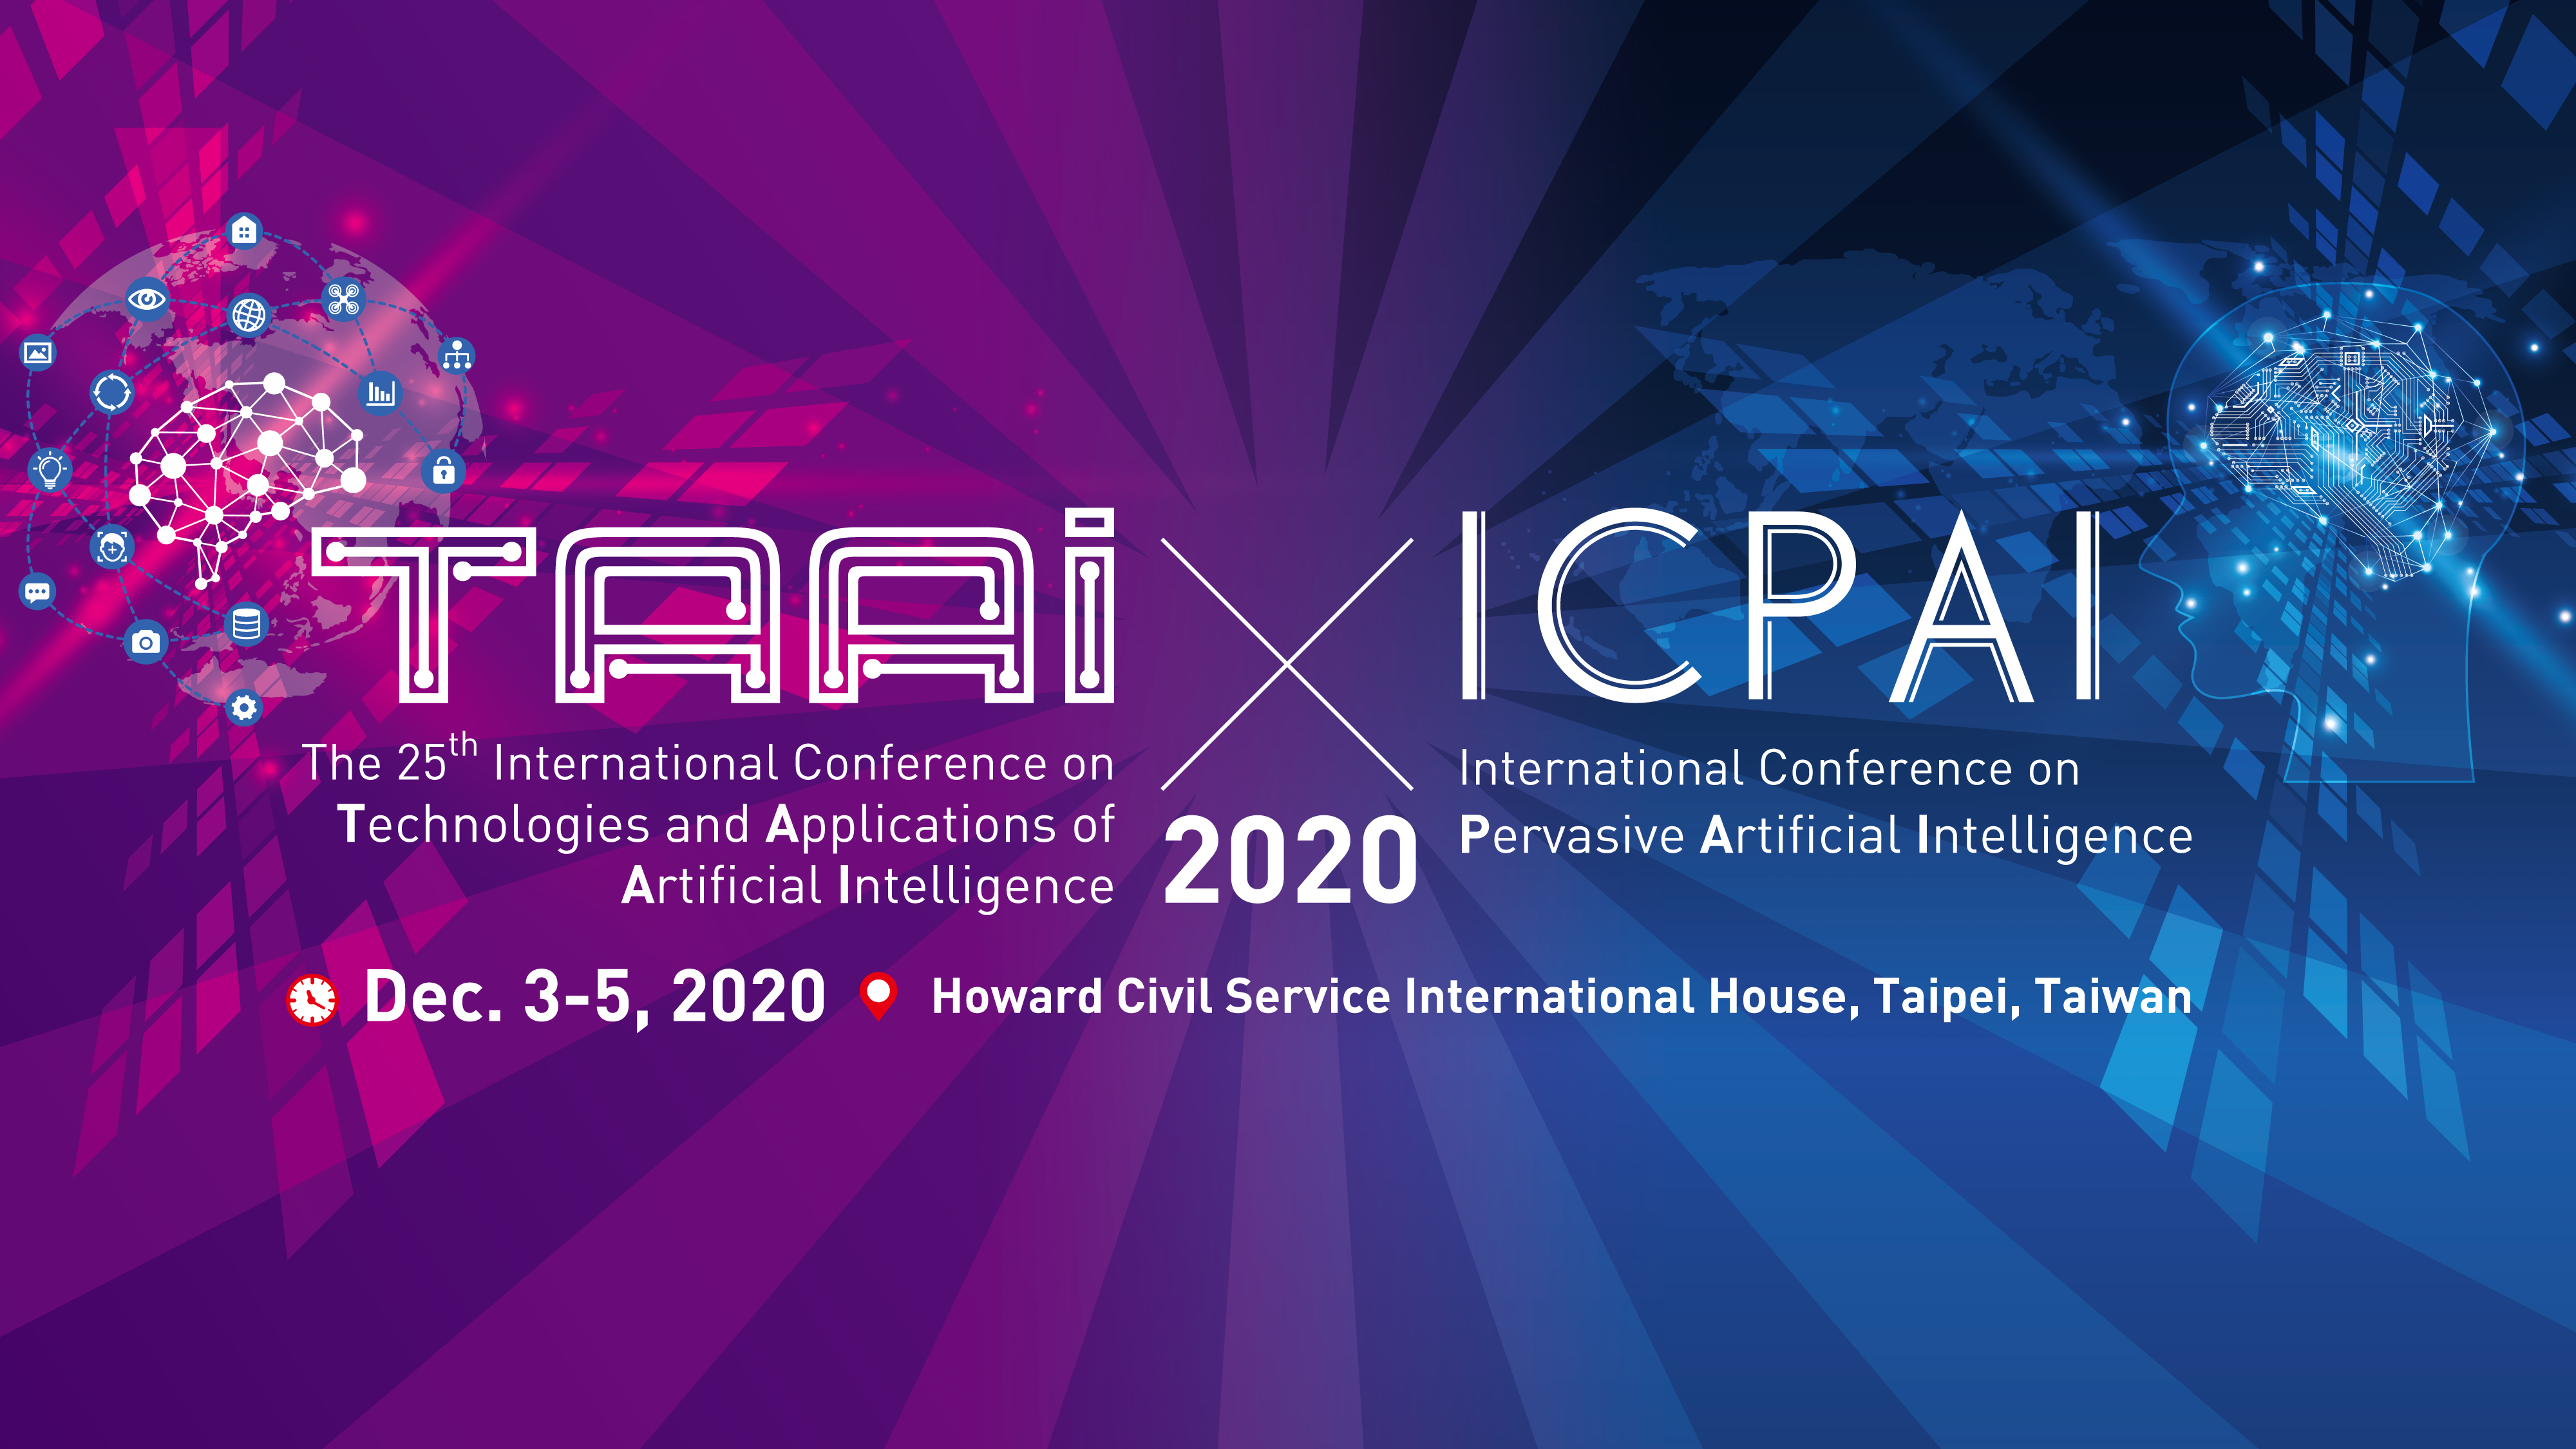 TAAi
The 25th International Conference on
Technologies and Applications of
Artificial Intelligence
2020
ICPAI
International Conference on
Pervasive Artificial Intelligence
Dec. 3-5, 2020
Howard Civil Service International House, Taipei, Taiwan